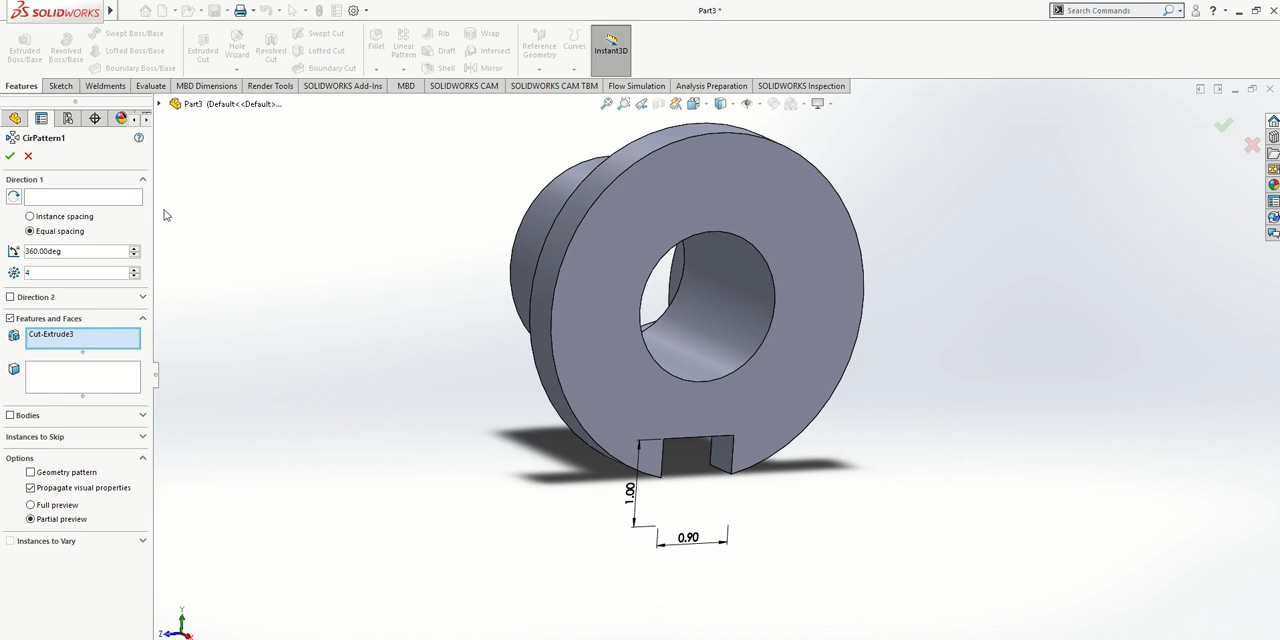 SOLIDWORKS
Part3 *
Search Commands
Extruded Boss/Base
Revolved Boss/Base
Swept Boss/Base
Lofted Boss/Base
Boundary Boss/Base
Extruded Cut
Hole Wizard
Revolved Cut
Swept Cut
Lofted Cut
Boundary Cut
Fillet
Linear Pattern
Rib
Draft
Shell
Wrap
Intersect
Mirror
Reference Geometry
Curves
Instant3D
Features
Sketch
Weldments
Evaluate
MBD Dimensions
Render Tools
SOLIDWORKS Add-Ins
MBD
SOLIDWORKS CAM
SOLIDWORKS CAM TBM
Flow Simulation
Analysis Preparation
SOLIDWORKS Inspection
Part3 (Default<<Default>...
CirPattern1
Direction 1
Instance spacing
Equal spacing
360.00deg
4
Direction 2
Features and Faces
Cut-Extrude3
Bodies
Instances to Skip
Options
Geometry pattern
Propagate visual properties
Full preview
Partial preview
Instances to Vary
1.00
0.90
Y
Z
X